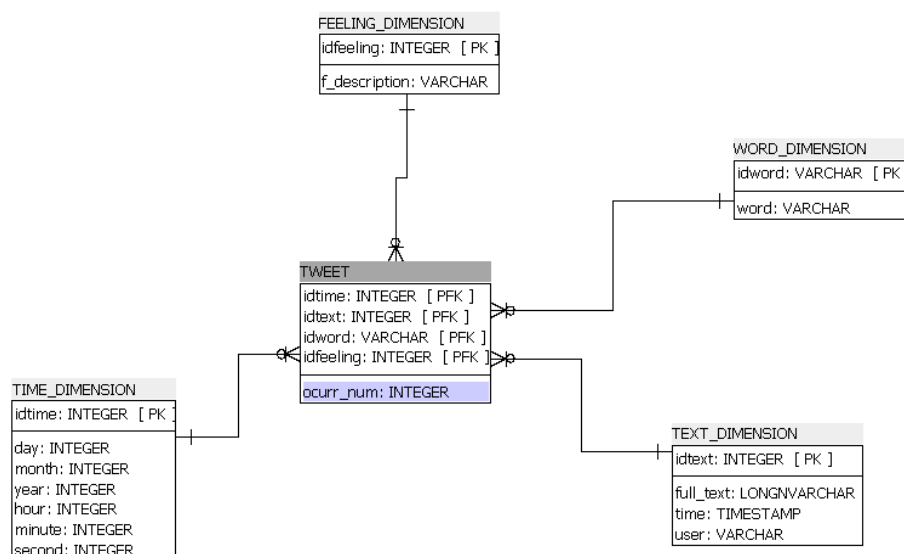 FEELING_DIMENSION
idfeeling: INTEGER [ PK ]
f_description: VARCHAR
WORD_DIMENSION
idword: VARCHAR [ PK
word: VARCHAR
TWEET
idtime: INTEGER [ PFK ]
idtext: INTEGER [ PFK ]
idword: VARCHAR [ PFK ]
idfeeling: INTEGER [ PFK ]
ocurr_num: INTEGER
TIME_DIMENSION
idtime: INTEGER [ PK ]
day: INTEGER
month: INTEGER
year: INTEGER
hour: INTEGER
minute: INTEGER
second: INTEGER
TEXT_DIMENSION
idtext: INTEGER [ PK ]
full_text: LONGNVARCHAR
time: TIMESTAMP
user: VARCHAR